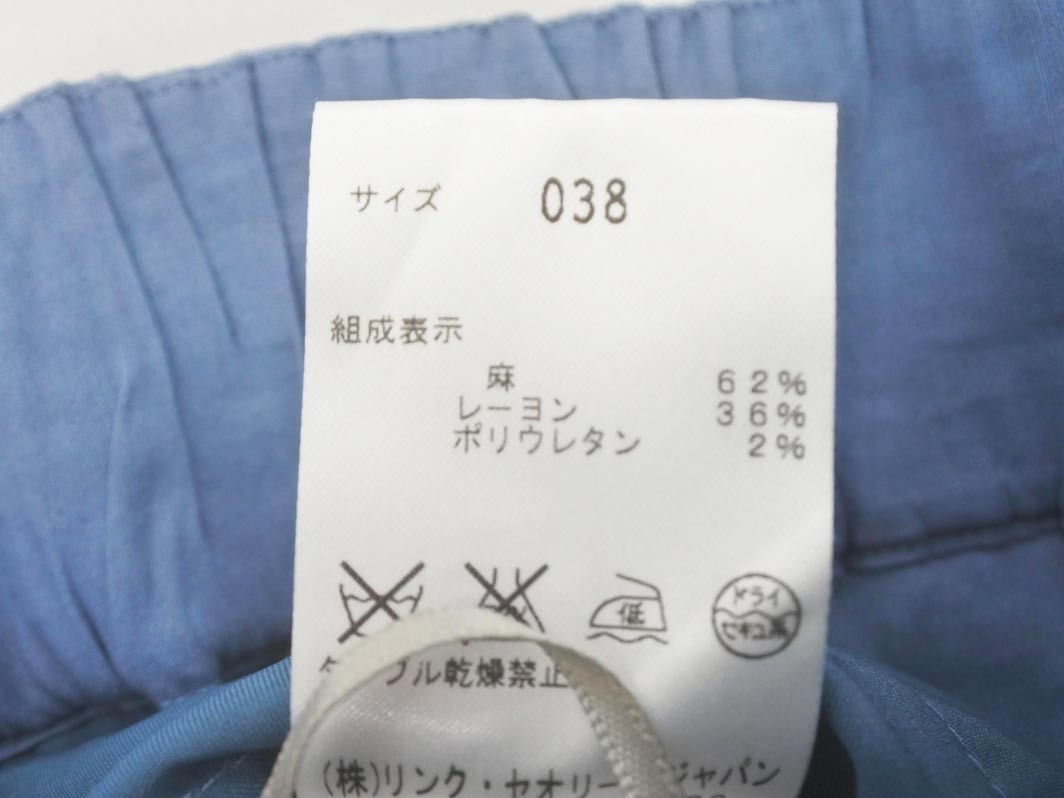 サイズ 038
組成表示
麻 62%
レーヨン 36%
ポリウレタン 2%
低
ドライ
セキユ系
ブル乾燥禁止
(株)リンク・セオリー ジャパン